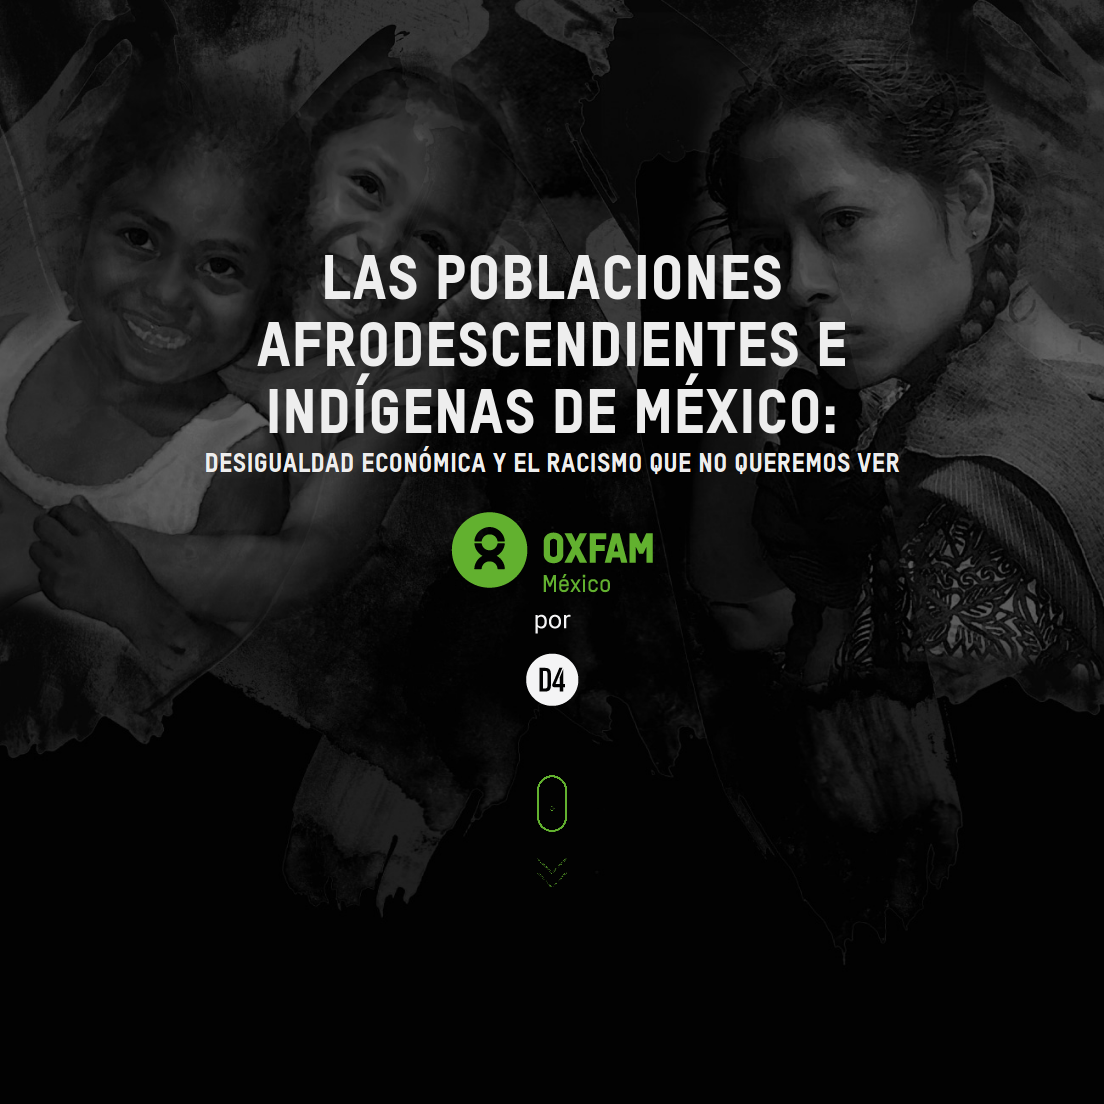 LAS POBLACIONES
AFRODESCENDIENTES E
INDÍGENAS DE MÉXICO:
DESIGUALDAD ECONÓMICA Y EL RACISMO QUE NO QUEREMOS VER
OXFAM
México
por
D4